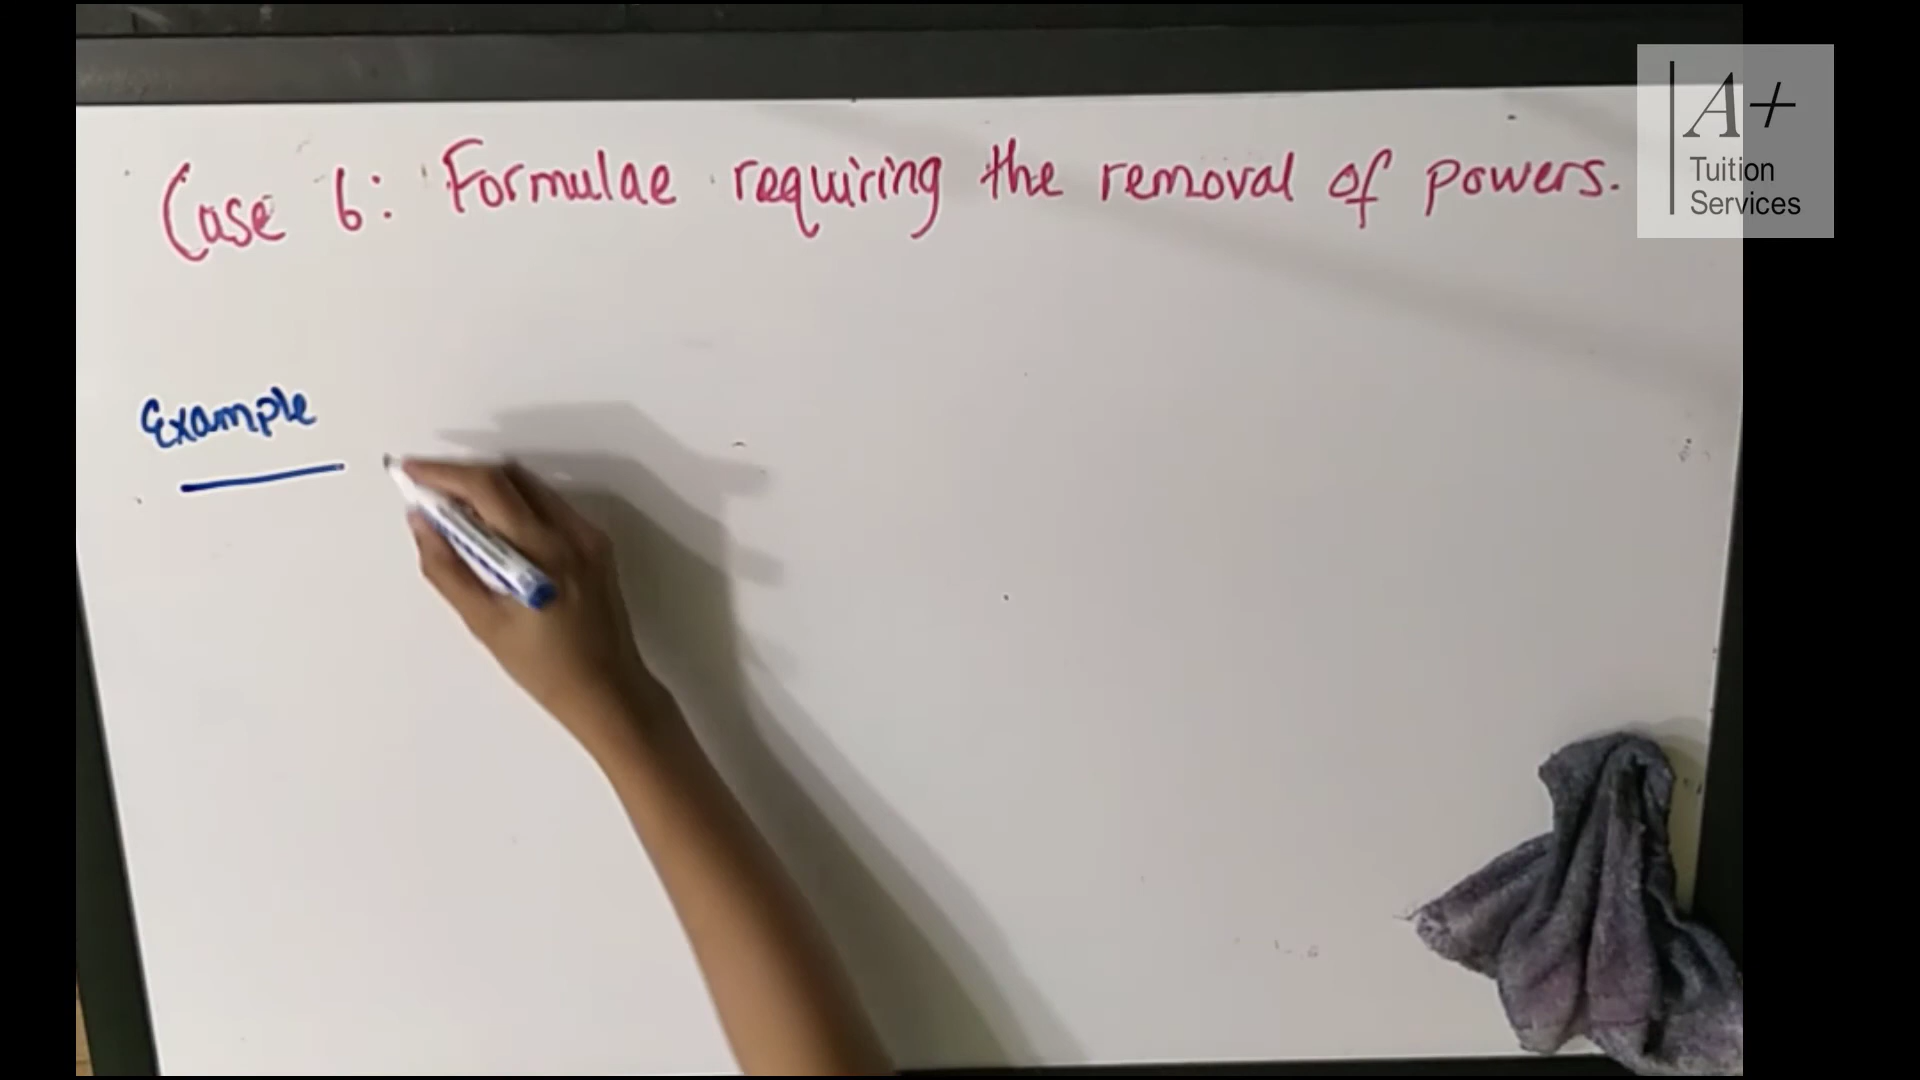 Case 6: Formulae requiring the removal of powers.
A+
Tuition
Services
Example